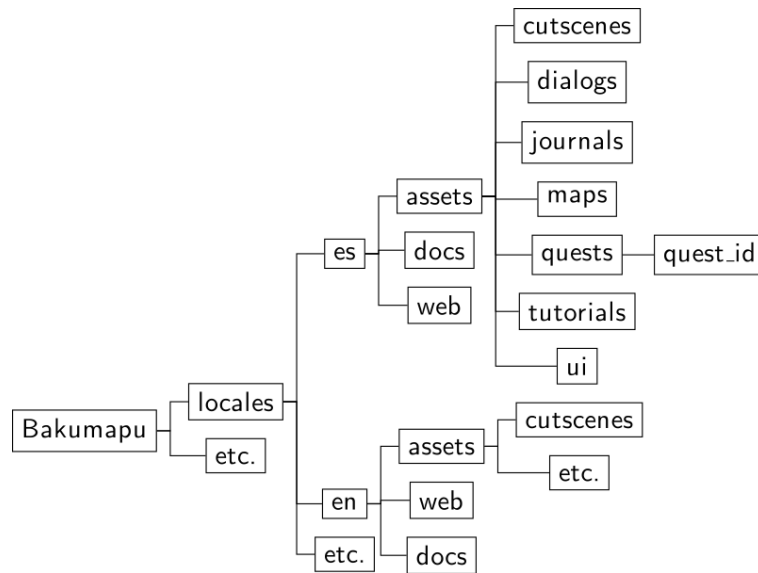 Bakumapu
locales
etc.
es
en
etc.
assets
docs
web
assets
web
docs
cutscenes
dialogs
journals
maps
quests
tutorials
ui
cutscenes
etc.
quest_id